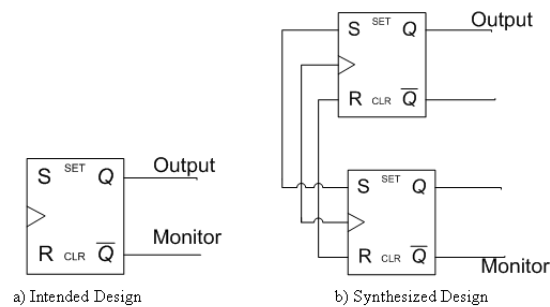 S SET Q Output
R CLR Q Monitor
a) Intended Design
S SET Q Output
R CLR Q
S SET Q
R CLR Q Monitor
b) Synthesized Design